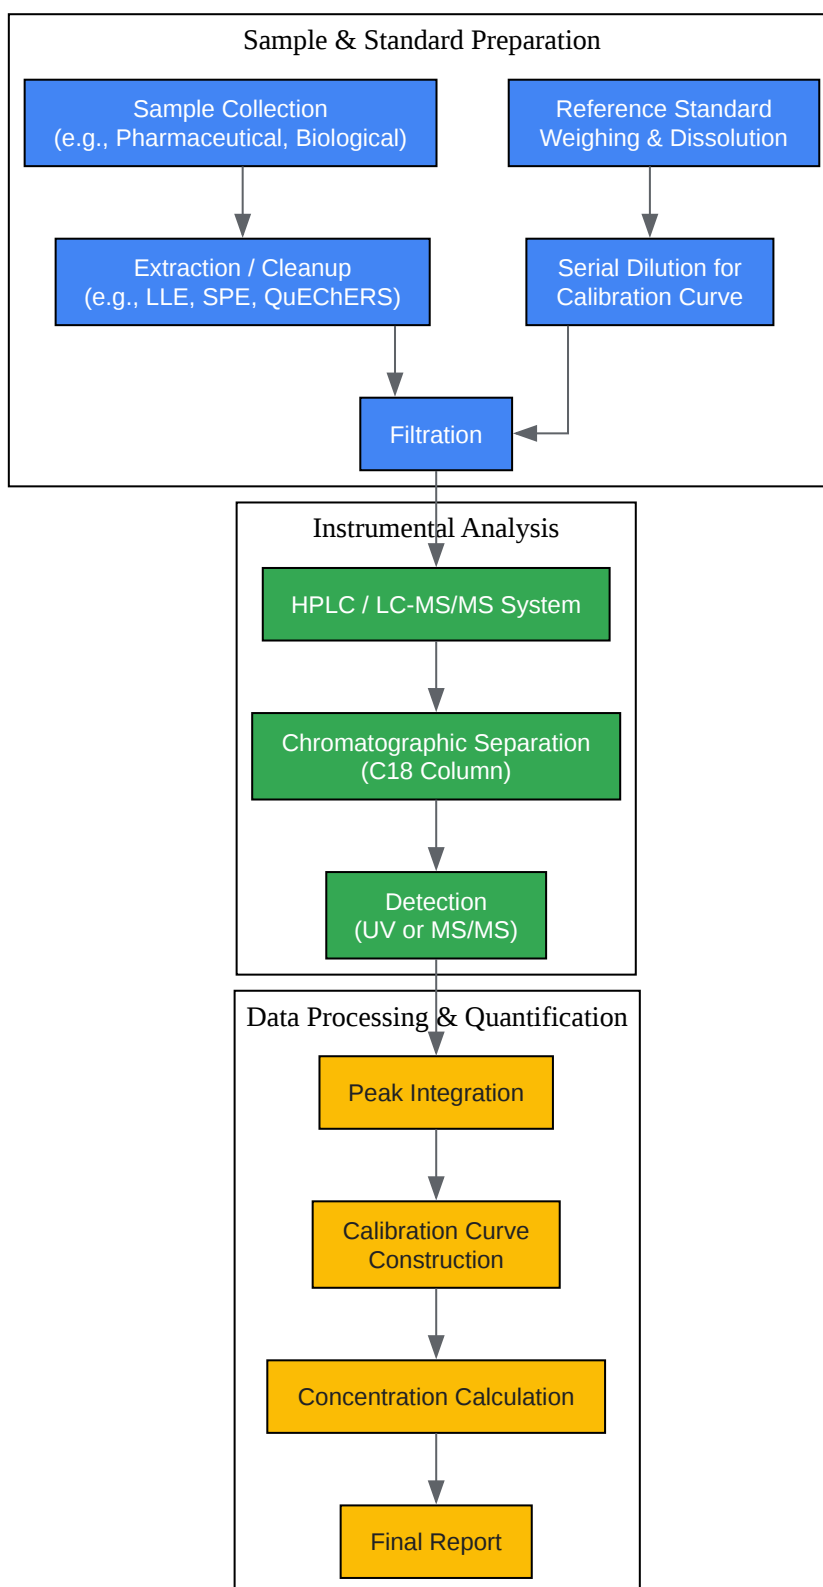 Sample & Standard Preparation
Sample Collection
(e.g., Pharmaceutical, Biological)
Reference Standard
Weighing & Dissolution
Extraction / Cleanup
(e.g., LLE, SPE, QuEChERS)
Serial Dilution for
Calibration Curve
Filtration
Instrumental Analysis
HPLC / LC-MS/MS System
Chromatographic Separation
(C18 Column)
Detection
(UV or MS/MS)
Data Processing & Quantification
Peak Integration
Calibration Curve
Construction
Concentration Calculation
Final Report